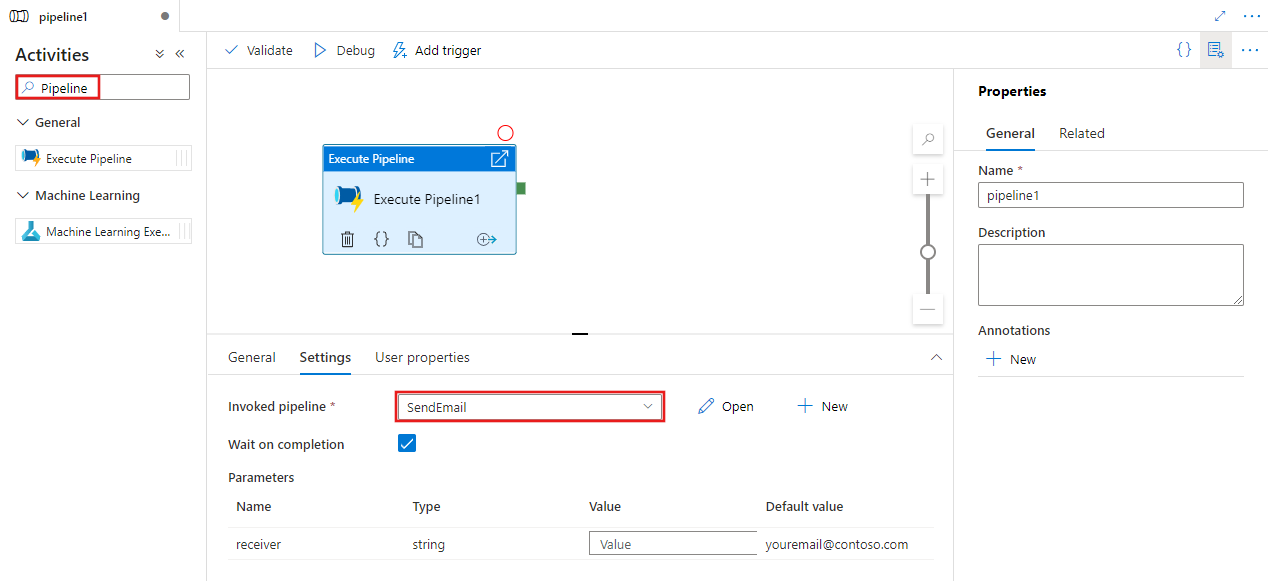 pipeline1
Activities
Pipeline
General
Execute Pipeline
Machine Learning
Machine Learning Exe...
Validate
Debug
Add trigger
Execute Pipeline
Execute Pipeline1
General
Settings
User properties
Invoked pipeline *
SendEmail
Open
New
Wait on completion
Parameters
Name Type Value Default value
receiver string Value youremail@contoso.com
Properties
General
Related
Name *
pipeline1
Description
Annotations
New